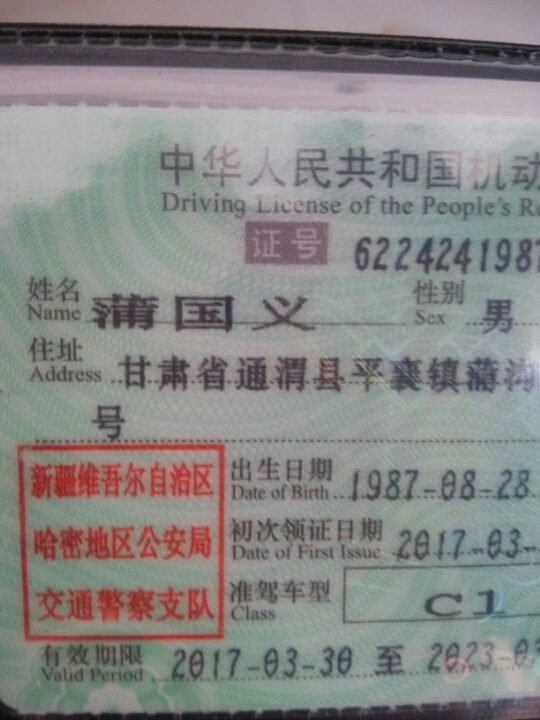 中华人民共和国机动
Driving License of the People's Re
证号 6224241987
姓名 蒲国义 性别 男
Name Sex
住址 甘肃省通渭县平襄镇蒲沟
Address
号
新疆维吾尔自治区
哈密地区公安局
交通警察支队
出生日期 1987-08-28
Date of Birth
初次领证日期 2017-03-
Date of First Issue
准驾车型 C1
Class
有效期限 2017-03-30 至 2023-03
Valid Period